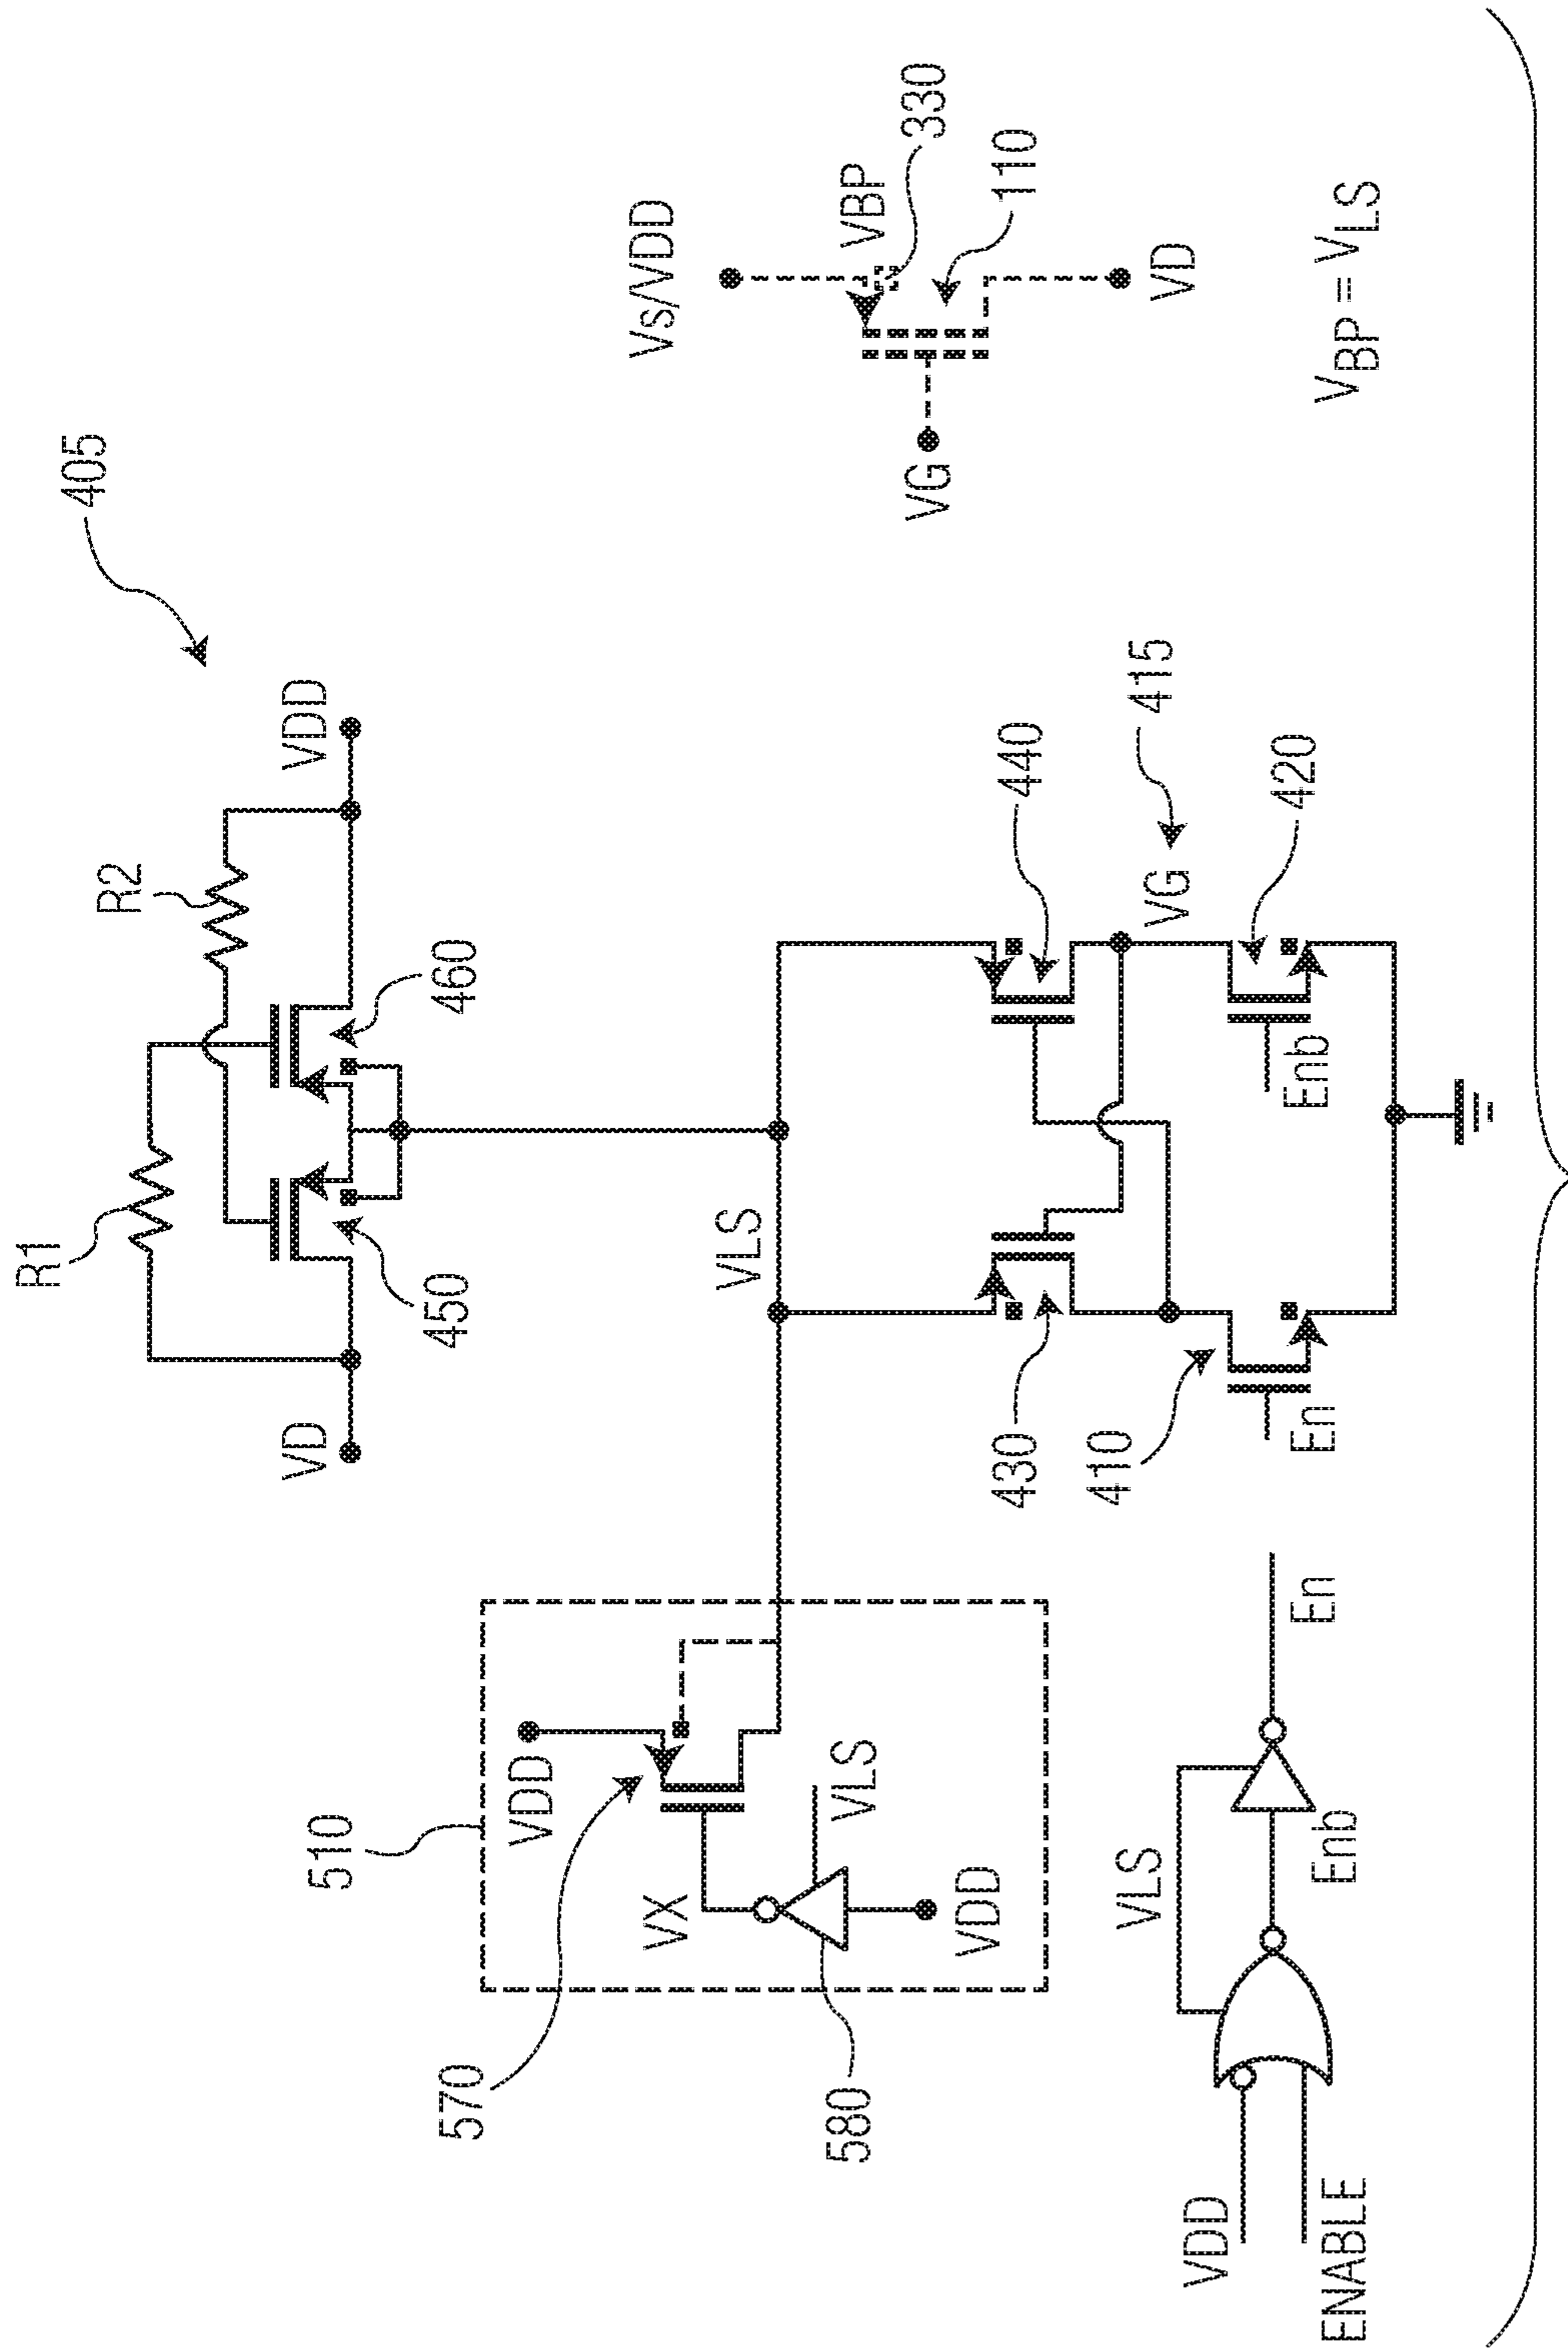 405
R1
R2
VD
VDD
450
460
510
VDD
570
VX
VLS
580
VDD
VLS
430
440
410
415
VG
420
En
Enb
VDD
ENABLE
VLS
Enb
En
Vs/VDD
VBP
330
110
VG
VD
VBP = VLS